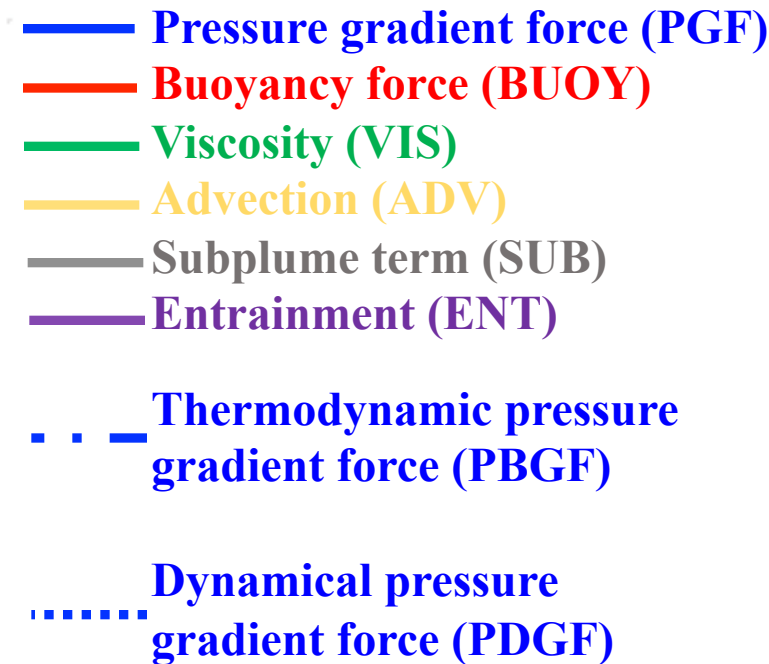 Pressure gradient force (PGF)
Buoyancy force (BUOY)
Viscosity (VIS)
Advection (ADV)
Subplume term (SUB)
Entrainment (ENT)
Thermodynamic pressure
gradient force (PBGF)
Dynamical pressure
gradient force (PDGF)